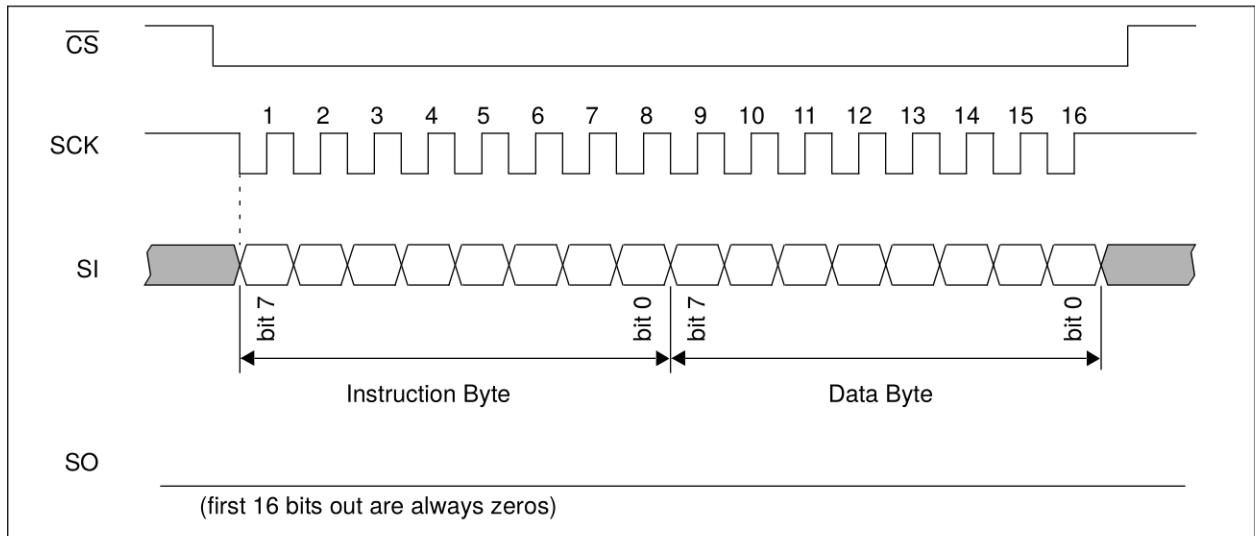 CS
1 2 3 4 5 6 7 8 9 10 11 12 13 14 15 16
SCK
SI
bit 7 bit 0 bit 7 bit 0
Instruction Byte Data Byte
SO
(first 16 bits out are always zeros)